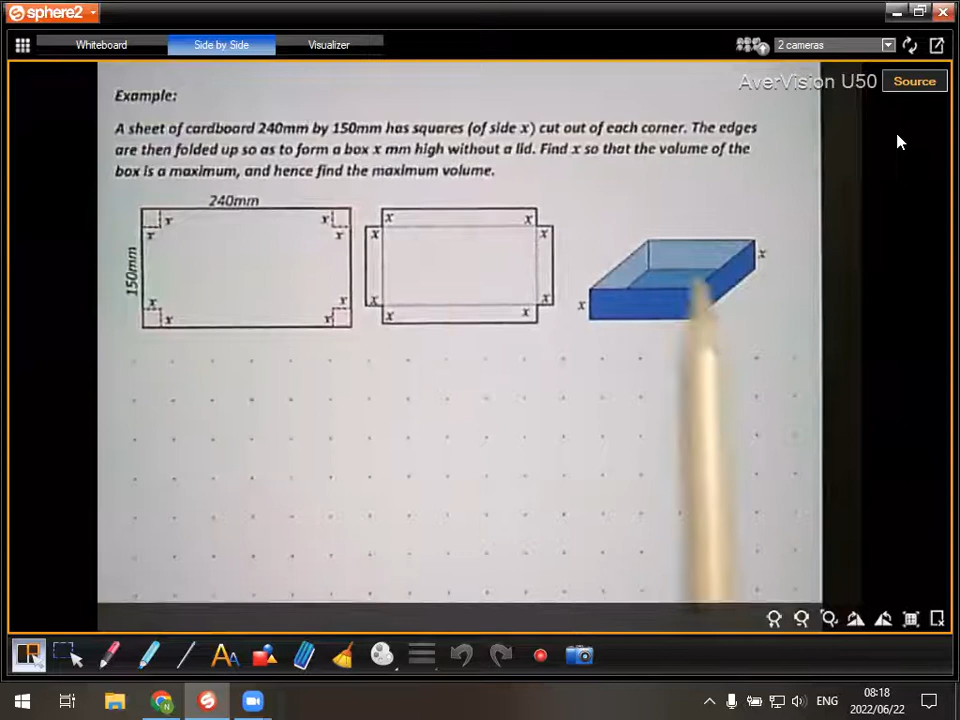 sphere2
Whiteboard Side by Side Visualizer 2 cameras
AverVision U50 Source
Example:
A sheet of cardboard 240mm by 150mm has squares (of side x) cut out of each corner. The edges
are then folded up so as to form a box x mm high without a lid. Find x so that the volume of the
box is a maximum, and hence find the maximum volume.
240mm
150mm
x x x x
x x x x
x x x x
x x x x
x x
AA
ENG
08:18
2022/06/22